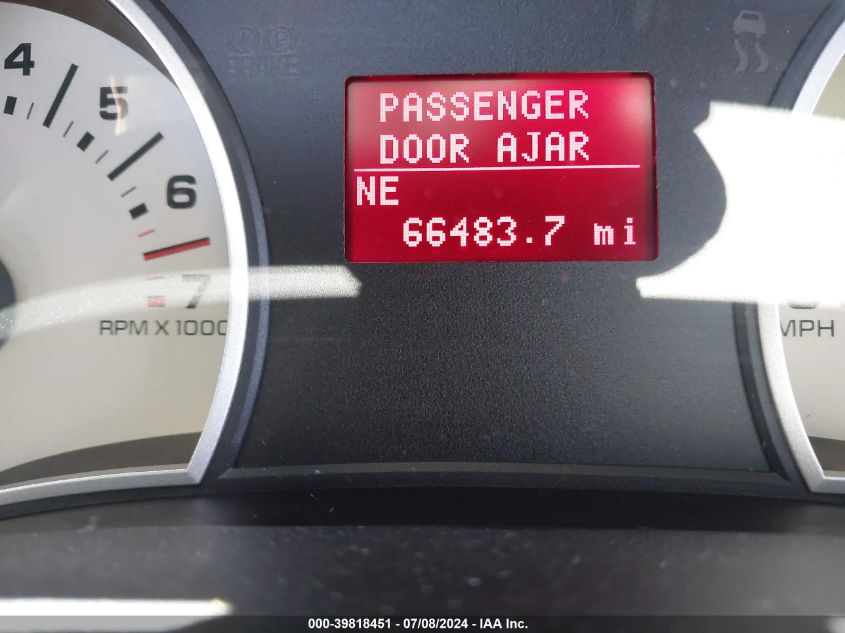 4
5
6
7
RPM X 1000
BRAKE
PASSENGER
DOOR AJAR
NE
66483.7 mi
MPH
000-39818451 - 07/08/2024 - IAA Inc.